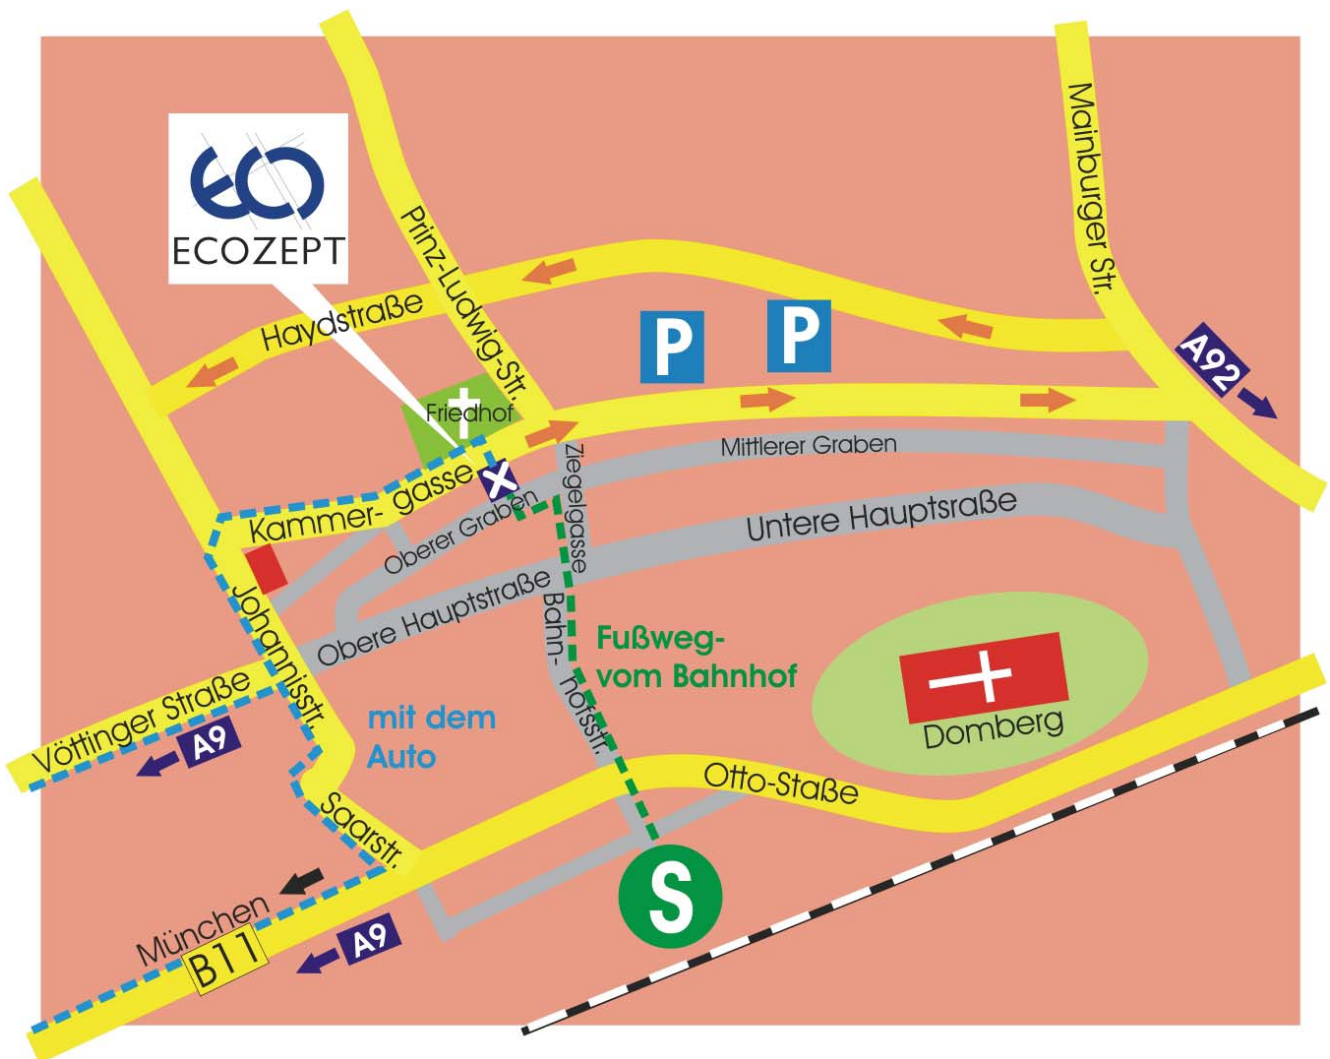 ECO
ECOZEPT
Prinz-Ludwig-Str.
Mainburger Str.
Haydstraße
P
P
A92
Friedhof
Kammer- gasse
Oberer Graben
Ziegelgasse
Mittlerer Graben
Untere Hauptsraße
Obere Hauptstraße
Johannisstr.
Bahn-
hofsstr.
Fußweg-
vom Bahnhof
Domberg
Vöttinger Straße
A9
mit dem
Auto
Otto-Staße
Saarstr.
München
B11
A9
S